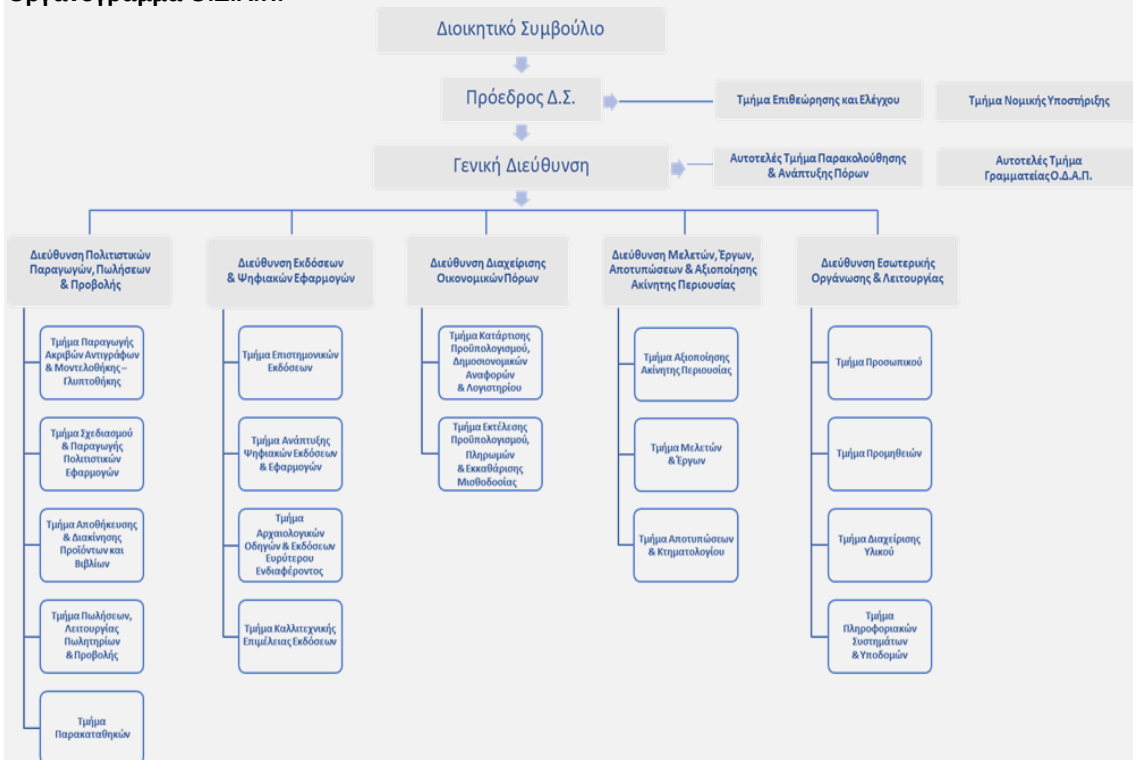 Διοικητικό Συμβούλιο
Πρόεδρος Δ.Σ.
Τμήμα Επιθεώρησης και Ελέγχου
Τμήμα Νομικής Υποστήριξης
Γενική Διεύθυνση
Αυτοτελές Τμήμα Παρακολούθησης
& Ανάπτυξης Πόρων
Αυτοτελές Τμήμα
Γραμματείας Ο.Δ.Α.Π.
Διεύθυνση Πολιτιστικών
Παραγωγών, Πωλήσεων
& Προβολής
Τμήμα Παραγωγής
Ακριβών Αντιγράφων
& Μοντελοθήκης –
Γλυπτοθήκης
Τμήμα Σχεδιασμού
& Παραγωγής
Πολιτιστικών
Εφαρμογών
Τμήμα Αποθήκευσης
& Διακίνησης
Προϊόντων και
Βιβλίων
Τμήμα Πωλήσεων,
Λειτουργίας
Πωλητηρίων
& Προβολής
Τμήμα
Παρακαταθηκών
Διεύθυνση Εκδόσεων
& Ψηφιακών Εφαρμογών
Τμήμα Επιστημονικών
Εκδόσεων
Τμήμα Ανάπτυξης
Ψηφιακών Εκδόσεων
& Εφαρμογών
Τμήμα
Αρχαιολογικών
Οδηγών & Εκδόσεων
Ευρύτερου
Ενδιαφέροντος
Τμήμα Καλλιτεχνικής
Επιμέλειας Εκδόσεων
Διεύθυνση Διαχείρισης
Οικονομικών Πόρων
Τμήμα Κατάρτισης
Προϋπολογισμού,
Δημοσιονομικών
Αναφορών
& Λογιστηρίου
Τμήμα Εκτέλεσης
Προϋπολογισμού,
Πληρωμών
& Εκκαθάρισης
Μισθοδοσίας
Διεύθυνση Μελετών, Έργων,
Αποτυπώσεων & Αξιοποίησης
Ακίνητης Περιουσίας
Τμήμα Αξιοποίησης
Ακίνητης Περιουσίας
Τμήμα Μελετών
& Έργων
Τμήμα Αποτυπώσεων
& Κτηματολογίου
Διεύθυνση Εσωτερικής
Οργάνωσης & Λειτουργίας
Τμήμα Προσωπικού
Τμήμα Προμηθειών
Τμήμα Διαχείρισης
Υλικού
Τμήμα
Πληροφοριακών
Συστημάτων
& Υποδομών